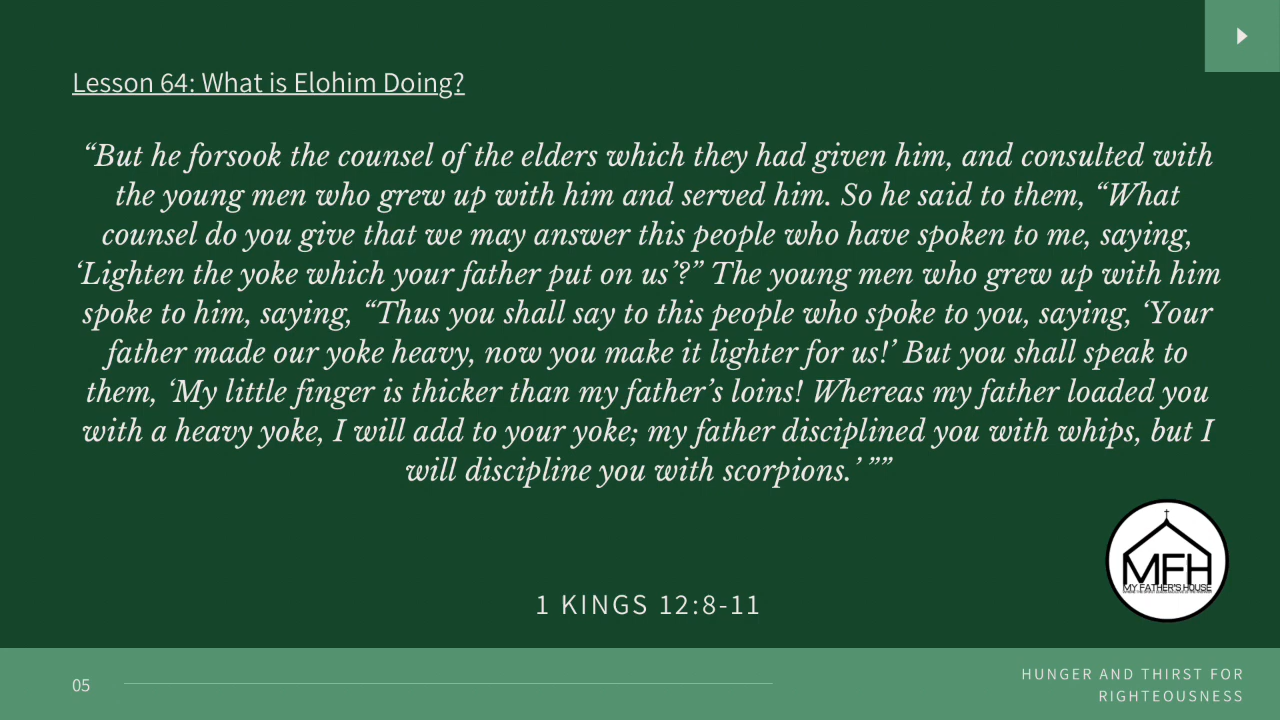 Lesson 64: What is Elohim Doing?
“But he forsook the counsel of the elders which they had given him, and consulted with
the young men who grew up with him and served him. So he said to them, “What
counsel do you give that we may answer this people who have spoken to me, saying,
‘Lighten the yoke which your father put on us’?” The young men who grew up with him
spoke to him, saying, “Thus you shall say to this people who spoke to you, saying, ‘Your
father made our yoke heavy, now you make it lighter for us!’ But you shall speak to
them, ‘My little finger is thicker than my father’s loins! Whereas my father loaded you
with a heavy yoke, I will add to your yoke; my father disciplined you with whips, but I
will discipline you with scorpions.’ ””
1 KINGS 12:8-11
MFH
MY FATHER'S HOUSE
05
HUNGER AND THIRST FOR
RIGHTEOUSNESS